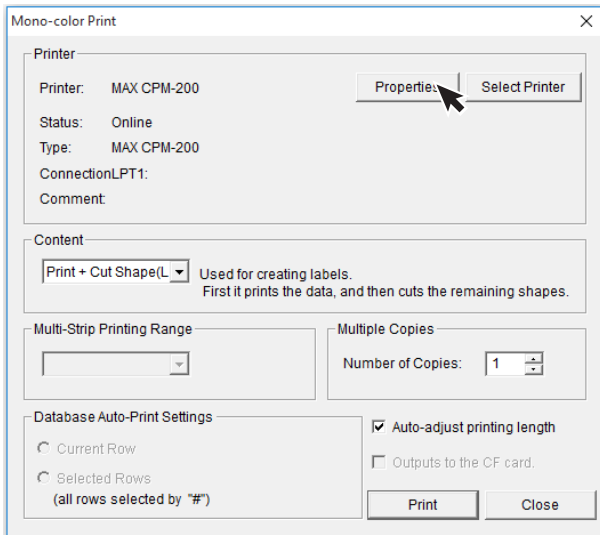 Mono-color Print
Printer
Printer: MAX CPM-200
Properties
Select Printer
Status: Online
Type: MAX CPM-200
ConnectionLPT1:
Comment:
Content
Print + Cut Shape(L
Used for creating labels.
First it prints the data, and then cuts the remaining shapes.
Multi-Strip Printing Range
Multiple Copies
Number of Copies: 1
Database Auto-Print Settings
Current Row
Selected Rows
(all rows selected by "#")
Auto-adjust printing length
Outputs to the CF card.
Print
Close